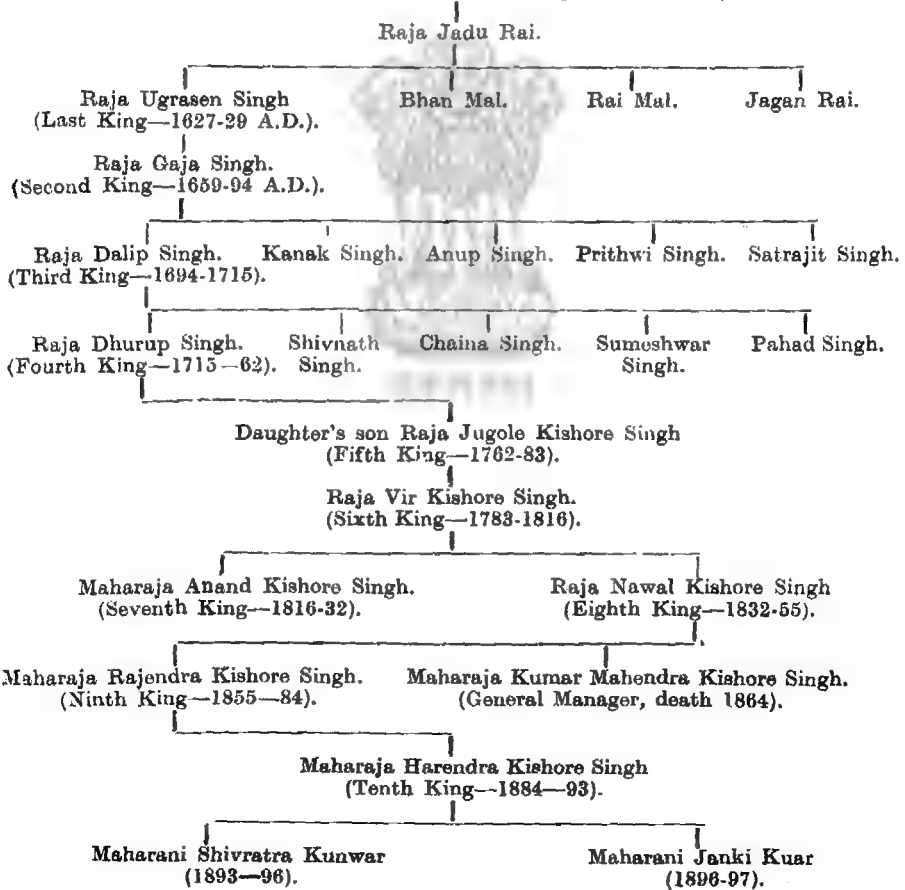 Raja Jadu Rai.
Raja Ugrasen Singh Bhan Mal. Rai Mal. Jagan Rai.
(Last King—1627-29 A.D.).
Raja Gaja Singh.
(Second King—1659-94 A.D.).
Raja Dalip Singh. Kanak Singh. Anup Singh. Prithwi Singh. Satrajit Singh.
(Third King—1694-1715).
Raja Dhurup Singh. Shivnath Chaina Singh. Sumeshwar Pahad Singh.
(Fourth King—1715—62). Singh. Singh.
Daughter's son Raja Jugole Kishore Singh
(Fifth King—1762-83).
Raja Vir Kishore Singh.
(Sixth King—1783-1816).
Maharaja Anand Kishore Singh. Raja Nawal Kishore Singh
(Seventh King—1816-32). (Eighth King—1832-55).
Maharaja Rajendra Kishore Singh. Maharaja Kumar Mahendra Kishore Singh.
(Ninth King—1855—84). (General Manager, death 1864).
Maharaja Harendra Kishore Singh
(Tenth King—1884—93).
Maharani Shivratra Kunwar Maharani Janki Kuar
(1893—96). (1896-97).